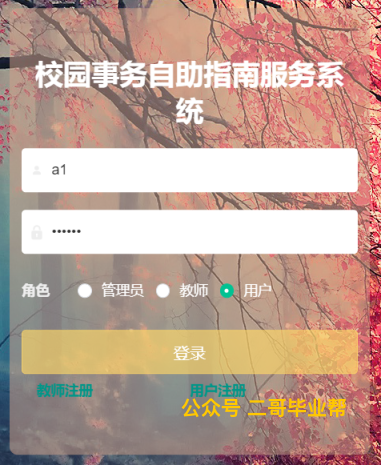 校园事务自助指南服务系
统
a1
••••••
角色 管理员 教师 用户
登录
教师注册 用户注册
公众号 二哥毕业帮